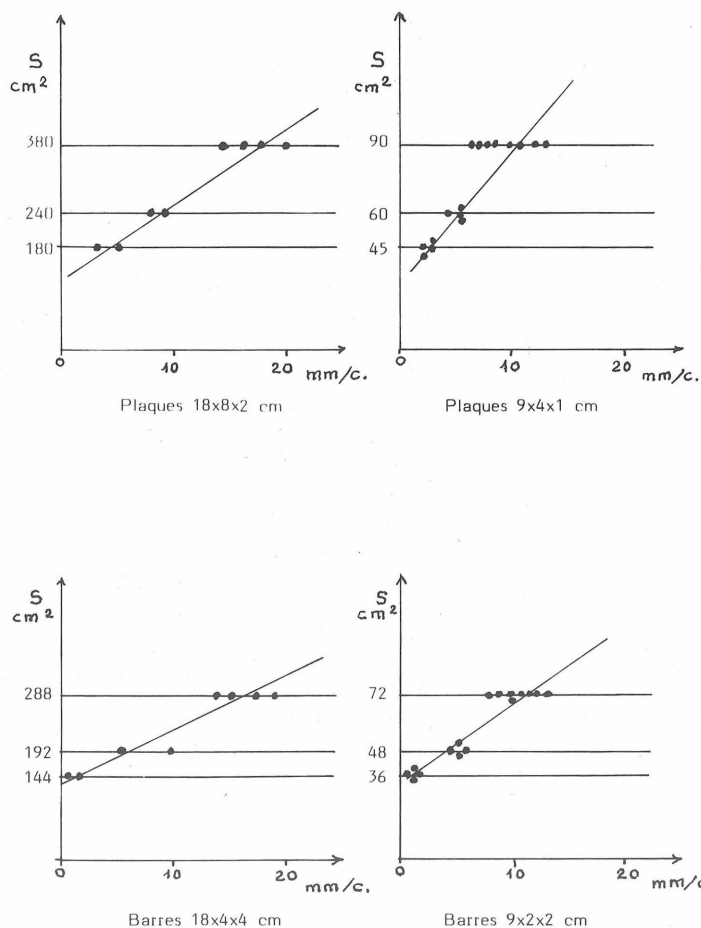 S
cm²
380
240
180
0 10 20 mm/c.
Plaques 18x8x2 cm
S
cm²
90
60
45
0 10 20 mm/c.
Plaques 9x4x1 cm
S
cm²
288
192
144
0 10 20 mm/c.
Barres 18x4x4 cm
S
cm²
72
48
36
0 10 20 mm/c
Barres 9x2x2 cm